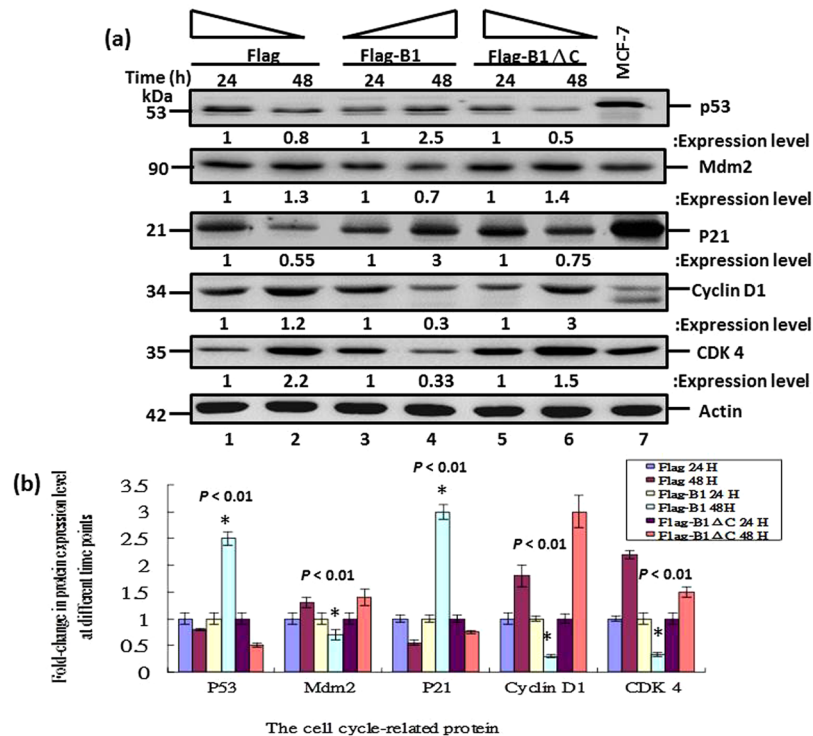 (a)
Flag Flag-B1 Flag-B1△C MCF-7
Time (h) 24 48 24 48 24 48
kDa
53 p53
1 0.8 1 2.5 1 0.5 :Expression level
90 Mdm2
1 1.3 1 0.7 1 1.4 :Expression level
21 P21
1 0.55 1 3 1 0.75 :Expression level
34 Cyclin D1
1 1.2 1 0.3 1 3 :Expression level
35 CDK 4
1 2.2 1 0.33 1 1.5 :Expression level
42 Actin
1 2 3 4 5 6 7
(b)
Fold-change in protein expression level
at different time points
3.5
3
2.5
2
1.5
1
0.5
0
P < 0.01
*
P < 0.01
*
P < 0.01
*
P < 0.01
*
P < 0.01
*
Flag 24 H
Flag 48 H
Flag-B1 24 H
Flag-B1 48H
Flag-B1△C 24 H
Flag-B1△C 48 H
P53 Mdm2 P21 Cyclin D1 CDK 4
The cell cycle-related protein